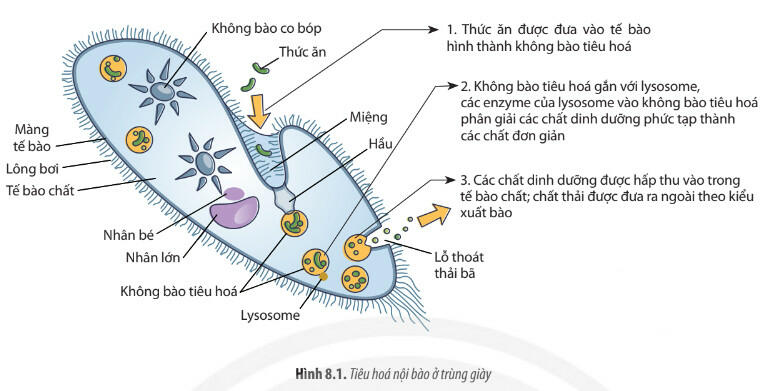 Không bào co bóp
Thức ăn
1. Thức ăn được đưa vào tế bào
hình thành không bào tiêu hoá
2. Không bào tiêu hoá gắn với lysosome,
các enzyme của lysosome vào không bào tiêu hoá
phân giải các chất dinh dưỡng phức tạp thành
các chất đơn giản
Miệng
Hầu
Màng
tế bào
Lông bơi
Tế bào chất
3. Các chất dinh dưỡng được hấp thu vào trong
tế bào chất; chất thải được đưa ra ngoài theo kiểu
xuất bào
Nhân bé
Nhân lớn
Lỗ thoát
thải bã
Không bào tiêu hoá
Lysosome
Hình 8.1. Tiêu hoá nội bào ở trùng giày